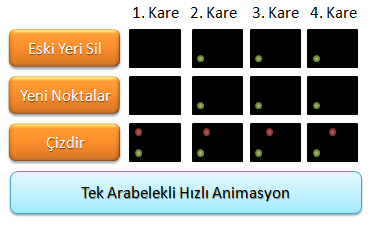 1. Kare 2. Kare 3. Kare 4. Kare
Eski Yeri Sil
Yeni Noktalar
Çizdir
Tek Arabelekli Hızlı Animasyon